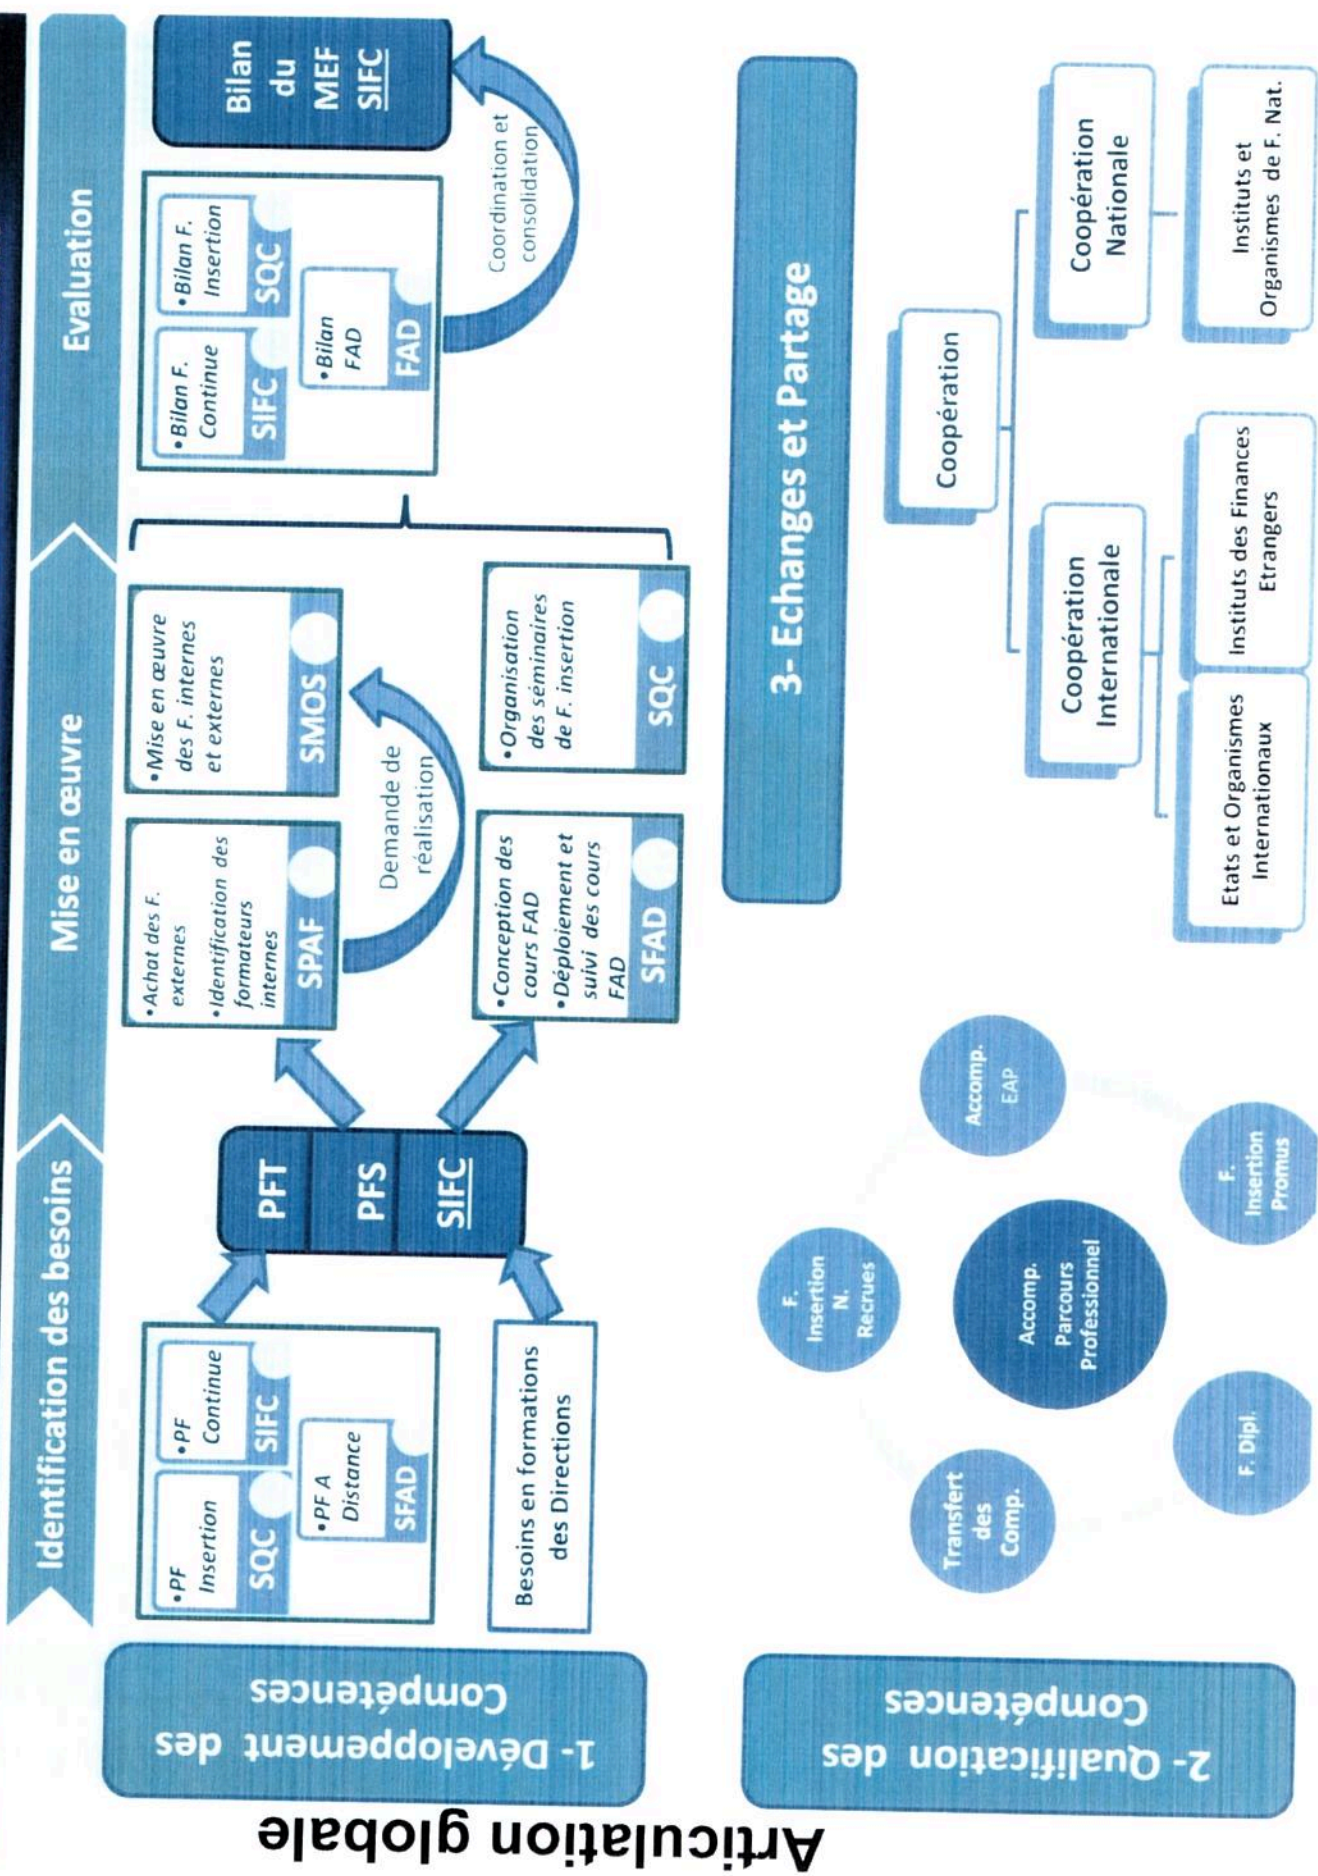 Articulation globale
Identification des besoins
Mise en œuvre
Evaluation
1- Développement des
Compétences
•PF
Insertion
SQC
•PF
Continue
SIFC
•PF A
Distance
SFAD
Besoins en formations
des Directions
PFT
PFS
SIFC
•Achat des F.
externes
•Identification des
formateurs
internes
SPAF
•Mise en œuvre
des F. internes
et externes
SMOS
Demande de
réalisation
•Conception des
cours FAD
•Déploiement et
suivi des cours
FAD
SFAD
•Organisation
des séminaires
de F. insertion
SQC
•Bilan F.
Continue
SIFC
•Bilan F.
Insertion
SQC
•Bilan
FAD
FAD
Coordination et
consolidation
Bilan
du
MEF
SIFC
2- Qualification des
Compétences
F.
Insertion
N.
Recrues
Accomp.
EAP
F.
Insertion
Promus
F. Dipl.
Transfert
des
Comp.
Accomp.
Parcours
Professionnel
3- Echanges et Partage
Coopération
Coopération
Internationale
Coopération
Nationale
Etats et Organismes
Internationaux
Instituts des Finances
Etrangers
Instituts et
Organismes de F. Nat.